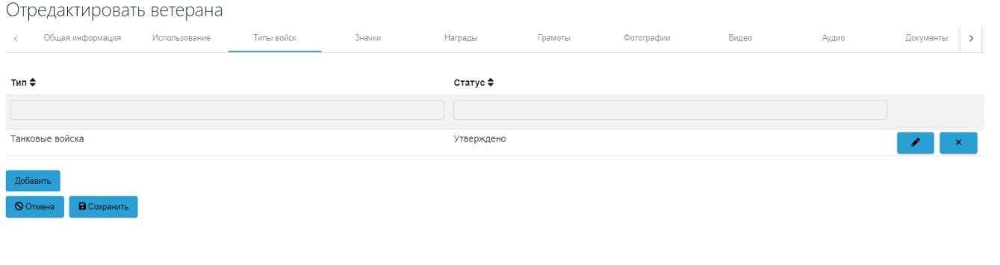 Отредактировать ветерана
Общая информация Использование Типы войск Значки Награды Грамоты Фотографии Видео Аудио Документы
Тип Статус
Танковые войска Утверждено
Добавить
Отмена Сохранить